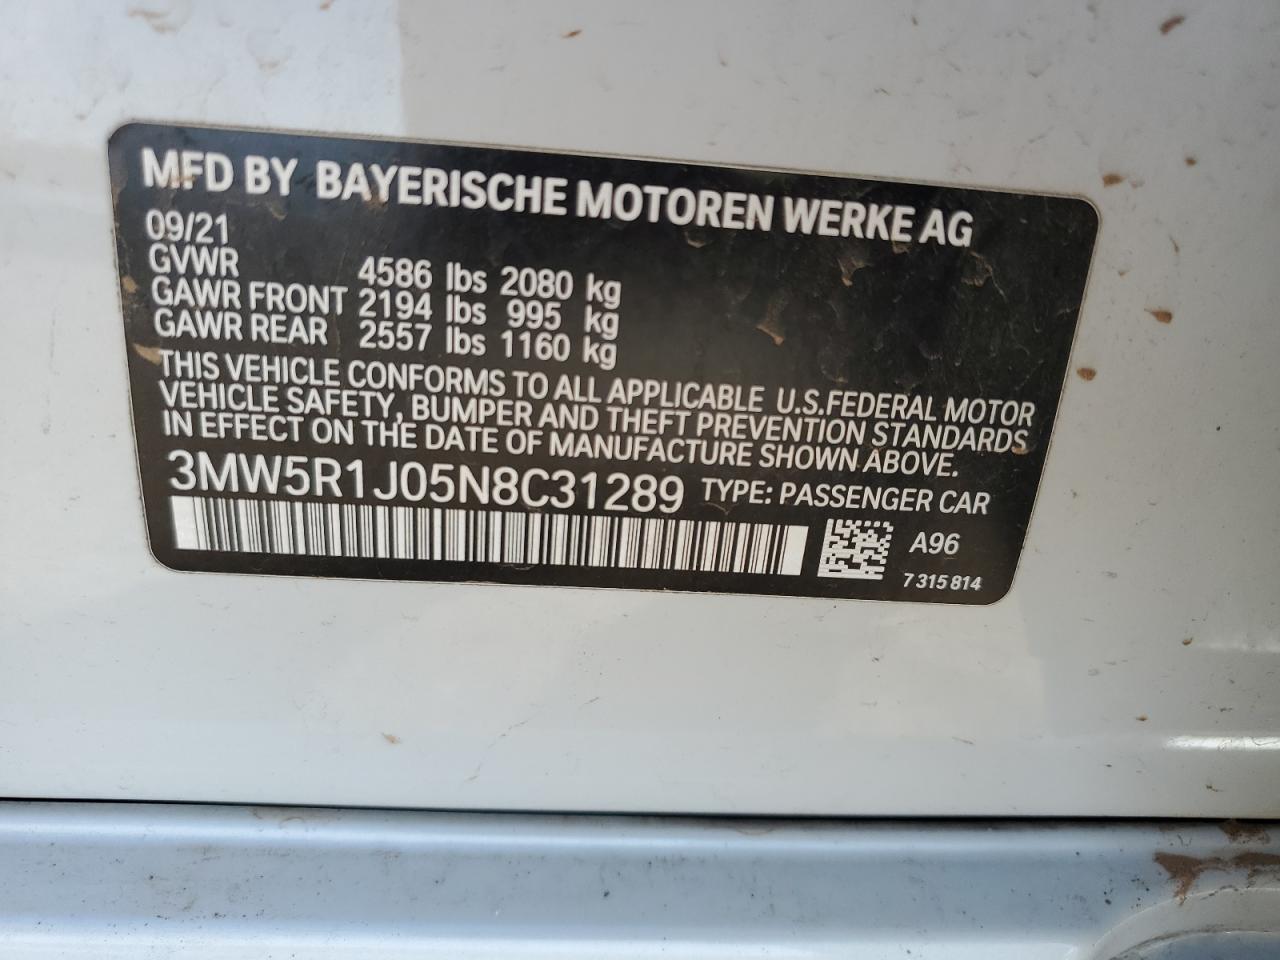 MFD BY BAYERISCHE MOTOREN WERKE AG
09/21
GVWR 4586 lbs 2080 kg
GAWR FRONT 2194 lbs 995 kg
GAWR REAR 2557 lbs 1160 kg
THIS VEHICLE CONFORMS TO ALL APPLICABLE U.S.FEDERAL MOTOR
VEHICLE SAFETY, BUMPER AND THEFT PREVENTION STANDARDS
IN EFFECT ON THE DATE OF MANUFACTURE SHOWN ABOVE.
3MW5R1J05N8C31289 TYPE: PASSENGER CAR
A96
7 315 814